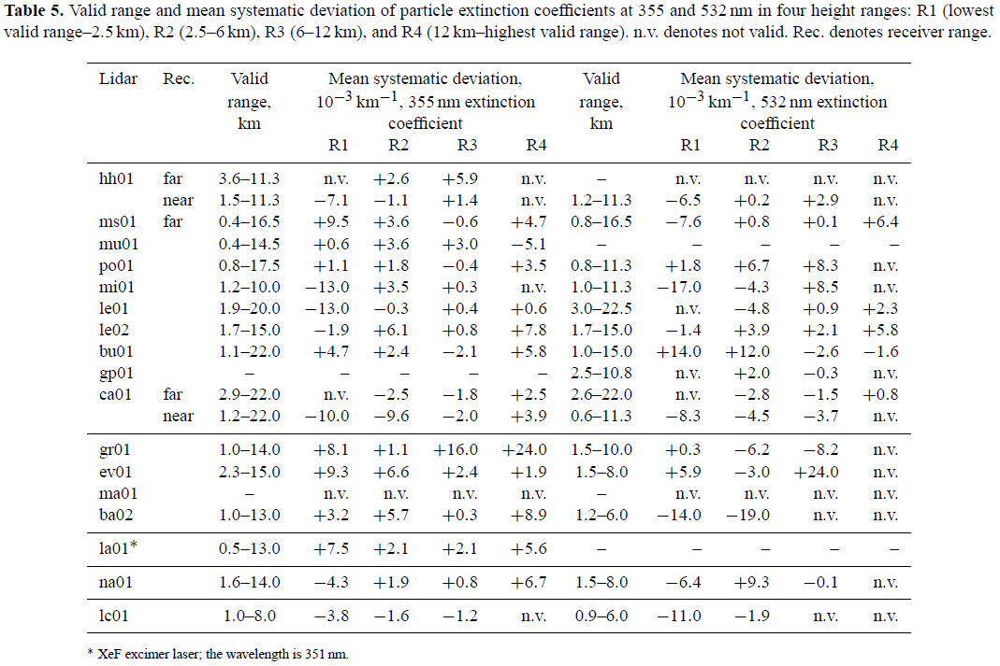 Table 5. Valid range and mean systematic deviation of particle extinction coefficients at 355 and 532 nm in four height ranges: R1 (lowest
valid range–2.5 km), R2 (2.5–6 km), R3 (6–12 km), and R4 (12 km–highest valid range). n.v. denotes not valid. Rec. denotes receiver range.
Lidar Rec. Valid Mean systematic deviation, Valid Mean systematic deviation,
range, 10−3 km−1, 355 nm extinction range, 10−3 km−1, 532 nm extinction
km coefficient km coefficient
R1 R2 R3 R4 R1 R2 R3 R4
hh01 far 3.6–11.3 n.v. +2.6 +5.9 n.v. – n.v. n.v. n.v. n.v.
near 1.5–11.3 −7.1 −1.1 +1.4 n.v. 1.2–11.3 −6.5 +0.2 +2.9 n.v.
ms01 far 0.4–16.5 +9.5 +3.6 −0.6 +4.7 0.8–16.5 −7.6 +0.8 +0.1 +6.4
mu01 0.4–14.5 +0.6 +3.6 +3.0 −5.1 – – – – –
po01 0.8–17.5 +1.1 +1.8 −0.4 +3.5 0.8–11.3 +1.8 +6.7 +8.3 n.v.
mi01 1.2–10.0 −13.0 +3.5 +0.3 n.v. 1.0–11.3 −17.0 −4.3 +8.5 n.v.
le01 1.9–20.0 −13.0 −0.3 +0.4 +0.6 3.0–22.5 n.v. −4.8 +0.9 +2.3
le02 1.7–15.0 −1.9 +6.1 +0.8 +7.8 1.7–15.0 −1.4 +3.9 +2.1 +5.8
bu01 1.1–22.0 +4.7 +2.4 −2.1 +5.8 1.0–15.0 +14.0 +12.0 −2.6 −1.6
gp01 – – – – – 2.5–10.8 n.v. +2.0 −0.3 n.v.
ca01 far 2.9–22.0 n.v. −2.5 −1.8 +2.5 2.6–22.0 n.v. −2.8 −1.5 +0.8
near 1.2–22.0 −10.0 −9.6 −2.0 +3.9 0.6–11.3 −8.3 −4.5 −3.7 n.v.
gr01 1.0–14.0 +8.1 +1.1 +16.0 +24.0 1.5–10.0 +0.3 −6.2 −8.2 n.v.
ev01 2.3–15.0 +9.3 +6.6 +2.4 +1.9 1.5–8.0 +5.9 −3.0 +24.0 n.v.
ma01 – n.v. n.v. n.v. n.v. – n.v. n.v. n.v. n.v.
ba02 1.0–13.0 +3.2 +5.7 +0.3 +8.9 1.2–6.0 −14.0 −19.0 n.v. n.v.
la01* 0.5–13.0 +7.5 +2.1 +2.1 +5.6 – – – – –
na01 1.6–14.0 −4.3 +1.9 +0.8 +6.7 1.5–8.0 −6.4 +9.3 −0.1 n.v.
lc01 1.0–8.0 −3.8 −1.6 −1.2 n.v. 0.9–6.0 −11.0 −1.9 n.v. n.v.
* XeF excimer laser; the wavelength is 351 nm.